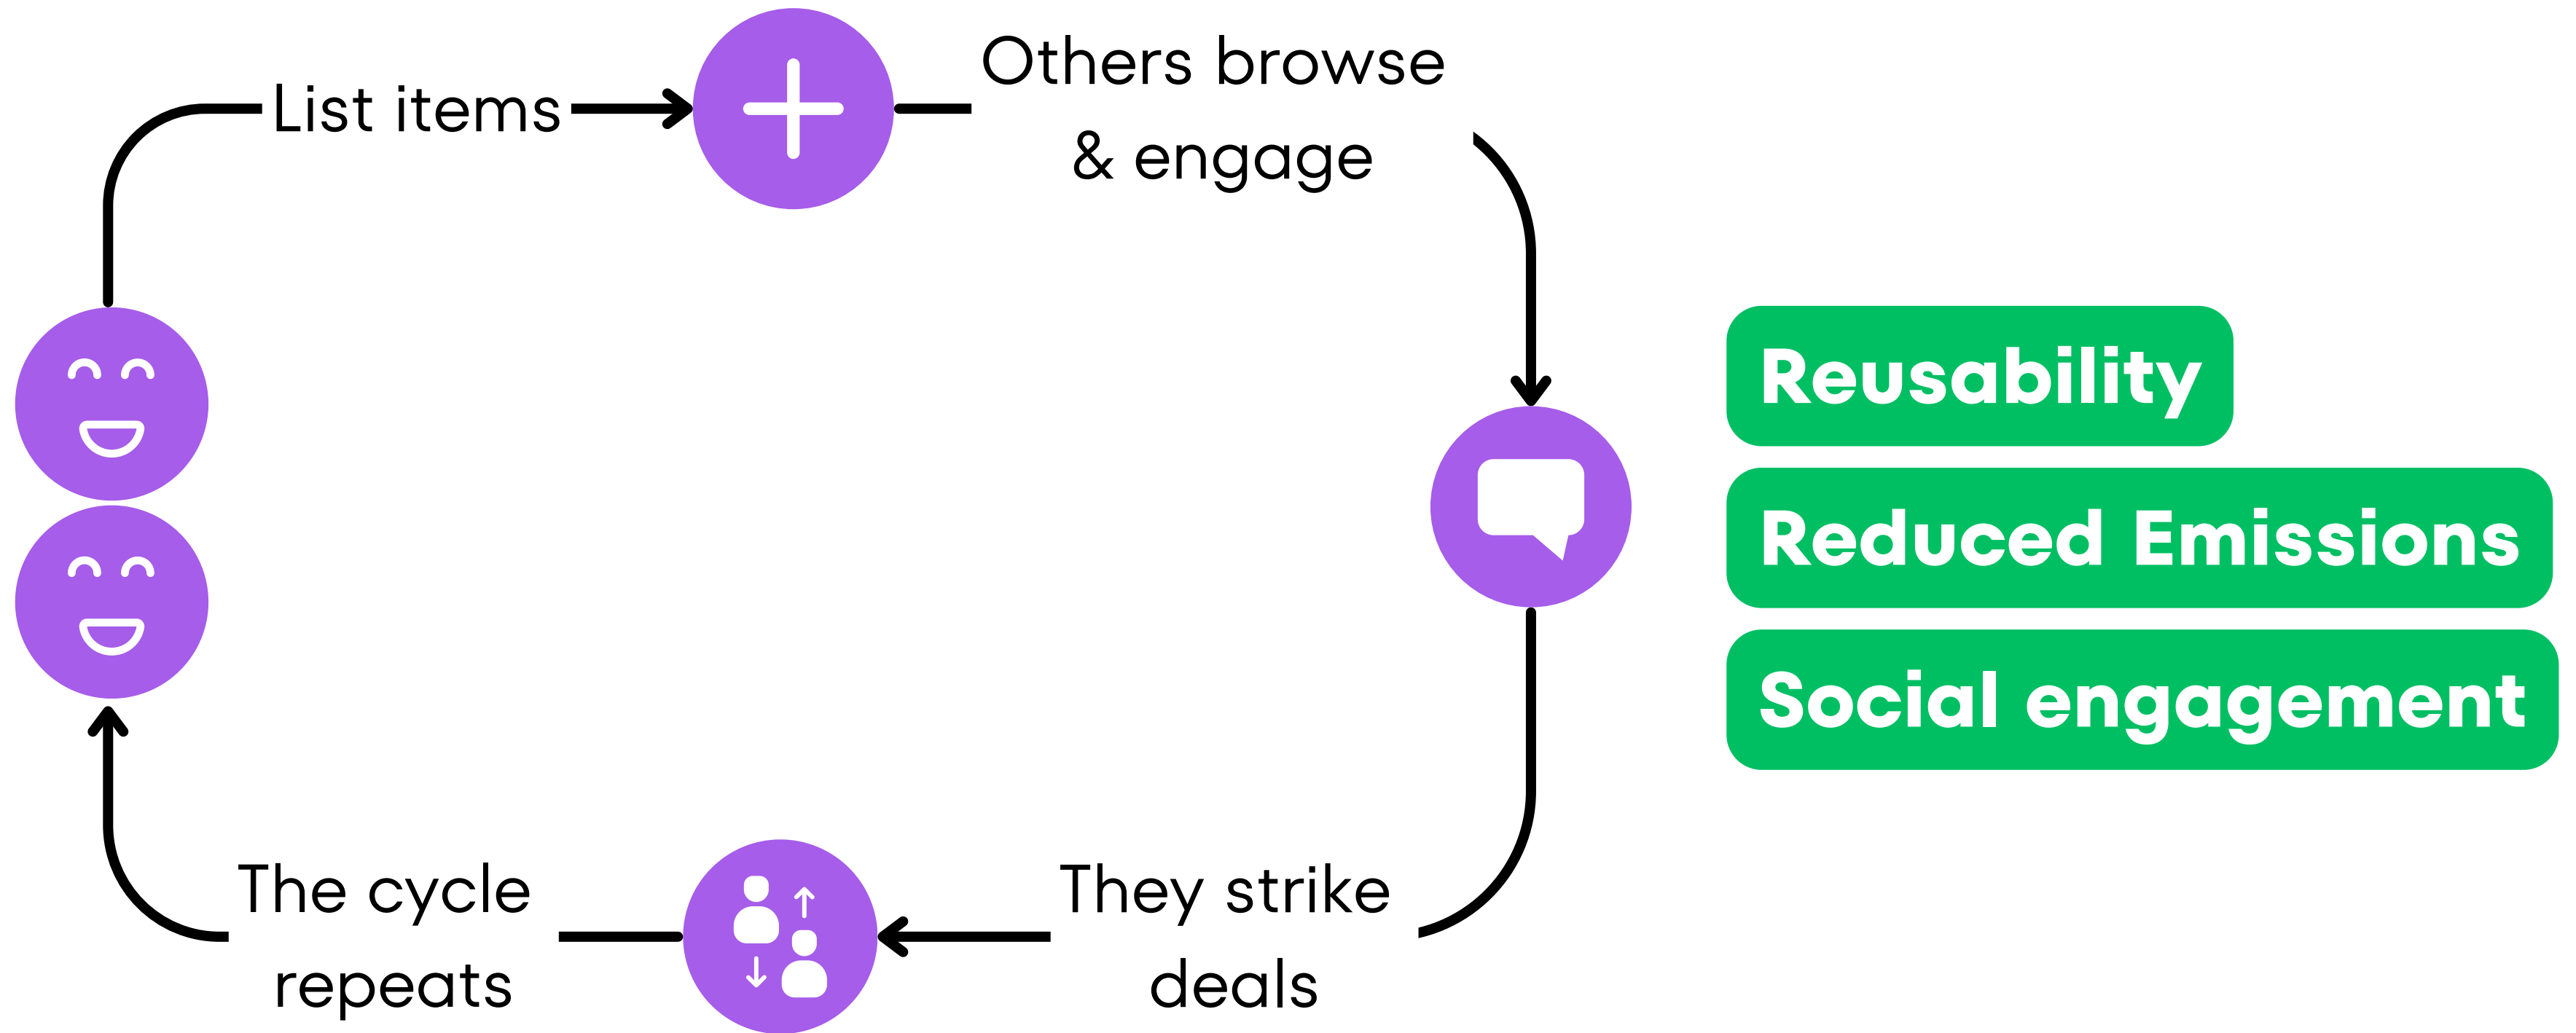 List items
Others browse
& engage
Reusability
Reduced Emissions
Social engagement
They strike
deals
The cycle
repeats